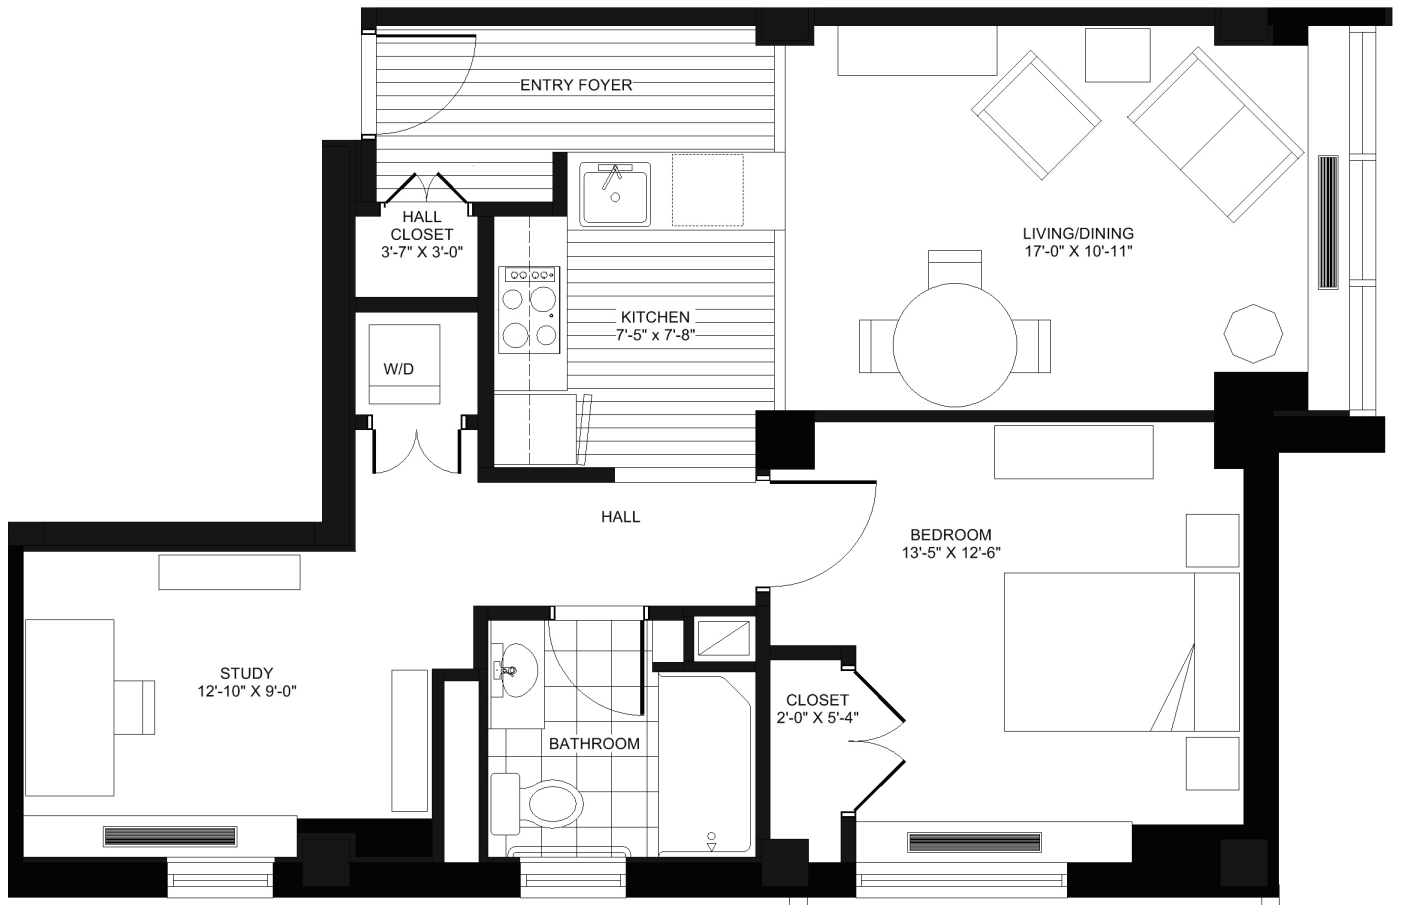 ENTRY FOYER
HALL
CLOSET
3'-7" X 3'-0"
LIVING/DINING
17'-0" X 10'-11"
KITCHEN
7'-5" x 7'-8"
W/D
HALL
BEDROOM
13'-5" X 12'-6"
STUDY
12'-10" X 9'-0"
CLOSET
2'-0" X 5'-4"
BATHROOM